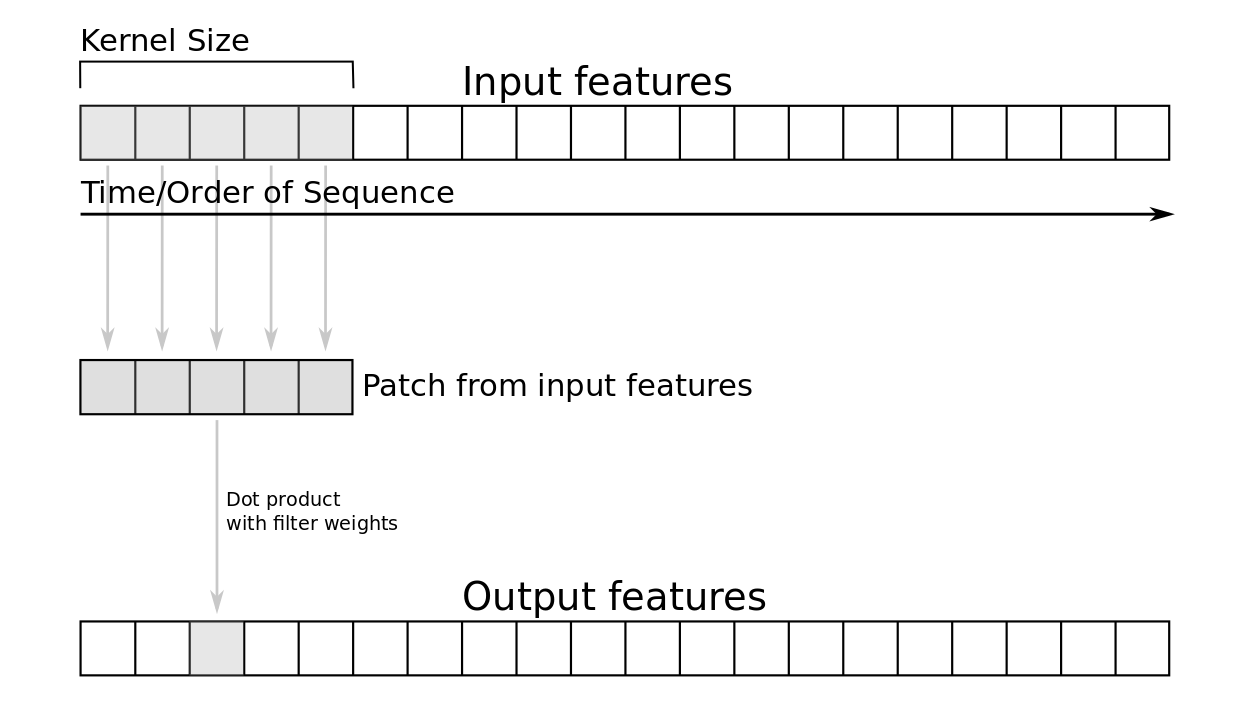 Kernel Size
Input features
Time/Order of Sequence
Patch from input features
Dot product
with filter weights
Output features